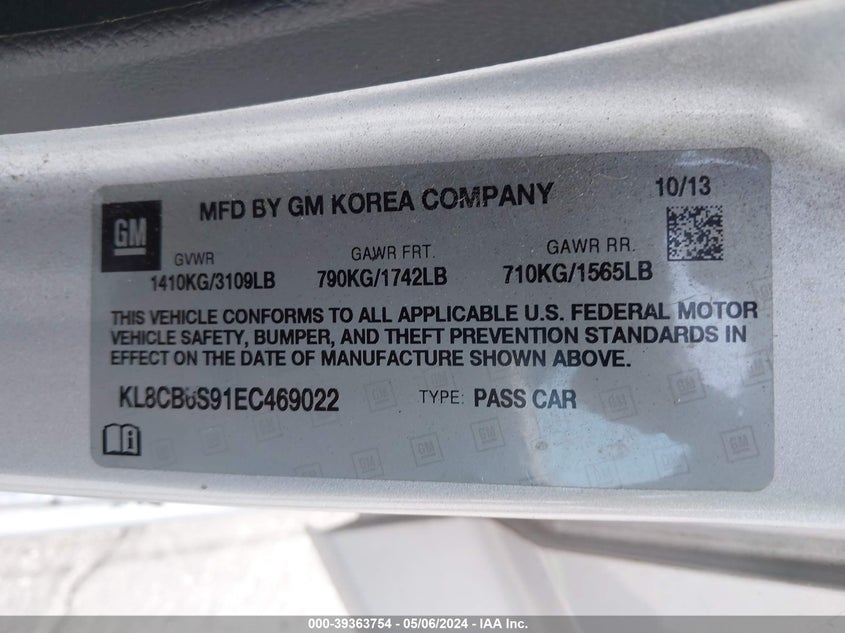 GM
MFD BY GM KOREA COMPANY
10/13
GVWR GAWR FRT. GAWR RR.
1410KG/3109LB 790KG/1742LB 710KG/1565LB
THIS VEHICLE CONFORMS TO ALL APPLICABLE U.S. FEDERAL MOTOR
VEHICLE SAFETY, BUMPER, AND THEFT PREVENTION STANDARDS IN
EFFECT ON THE DATE OF MANUFACTURE SHOWN ABOVE.
KL8CB6S91EC469022 TYPE: PASS CAR
000-39363754 - 05/06/2024 - IAA Inc.